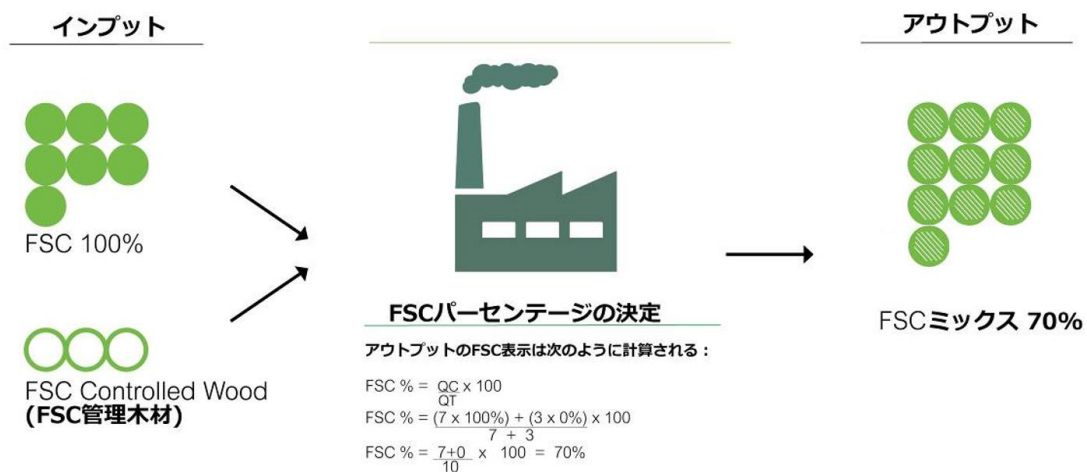 インプット
FSC 100%
FSC Controlled Wood
(FSC管理木材)
FSCパーセンテージの決定
アウトプットのFSC表示は次のように計算される：
FSC % = QC x 100
QT
FSC % = (7 x 100%) + (3 x 0%) x 100
7 + 3
FSC % = 7+0 x 100 = 70%
10
アウトプット
FSCミックス 70%